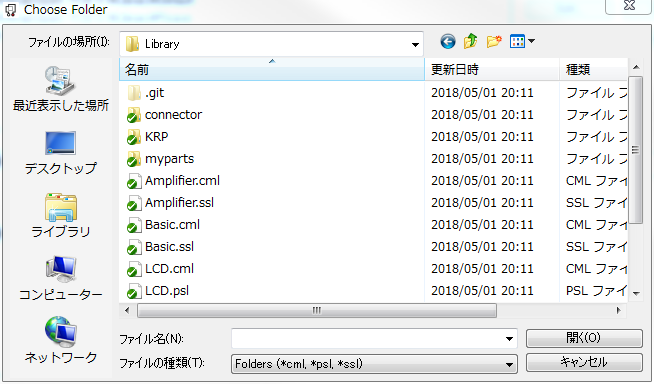 Choose Folder
ファイルの場所(I):
Library
最近表示した場所
デスクトップ
ライブラリ
コンピューター
ネットワーク
名前 更新日時 種類
.git 2018/05/01 20:11 ファイル フ
connector 2018/05/01 20:11 ファイル フ
KRP 2018/05/01 20:11 ファイル フ
myparts 2018/05/01 20:11 ファイル フ
Amplifier.cml 2018/05/01 20:11 CML ファイ
Amplifier.ssl 2018/05/01 20:11 SSL ファイ
Basic.cml 2018/05/01 20:11 CML ファイ
Basic.ssl 2018/05/01 20:11 SSL ファイ
LCD.cml 2018/05/01 20:11 CML ファイ
LCD.psl 2018/05/01 20:11 PSL ファイ
ファイル名(N):
開く(O)
ファイルの種類(T):
Folders (*cml, *psl, *ssl)
キャンセル